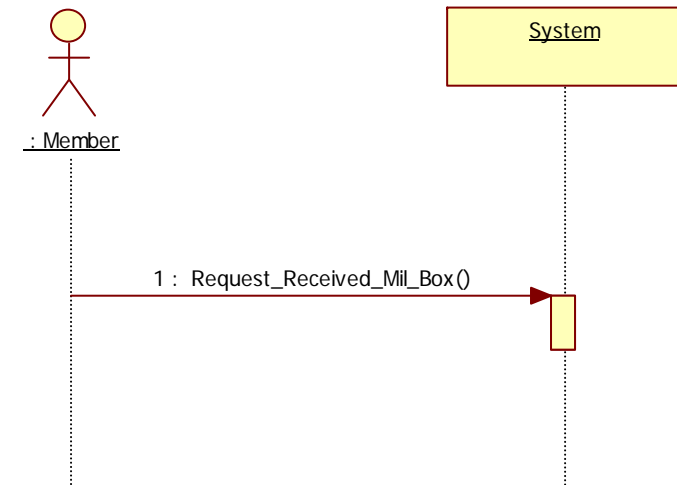 System
: Member
1 : Request_Received_Mil_Box()